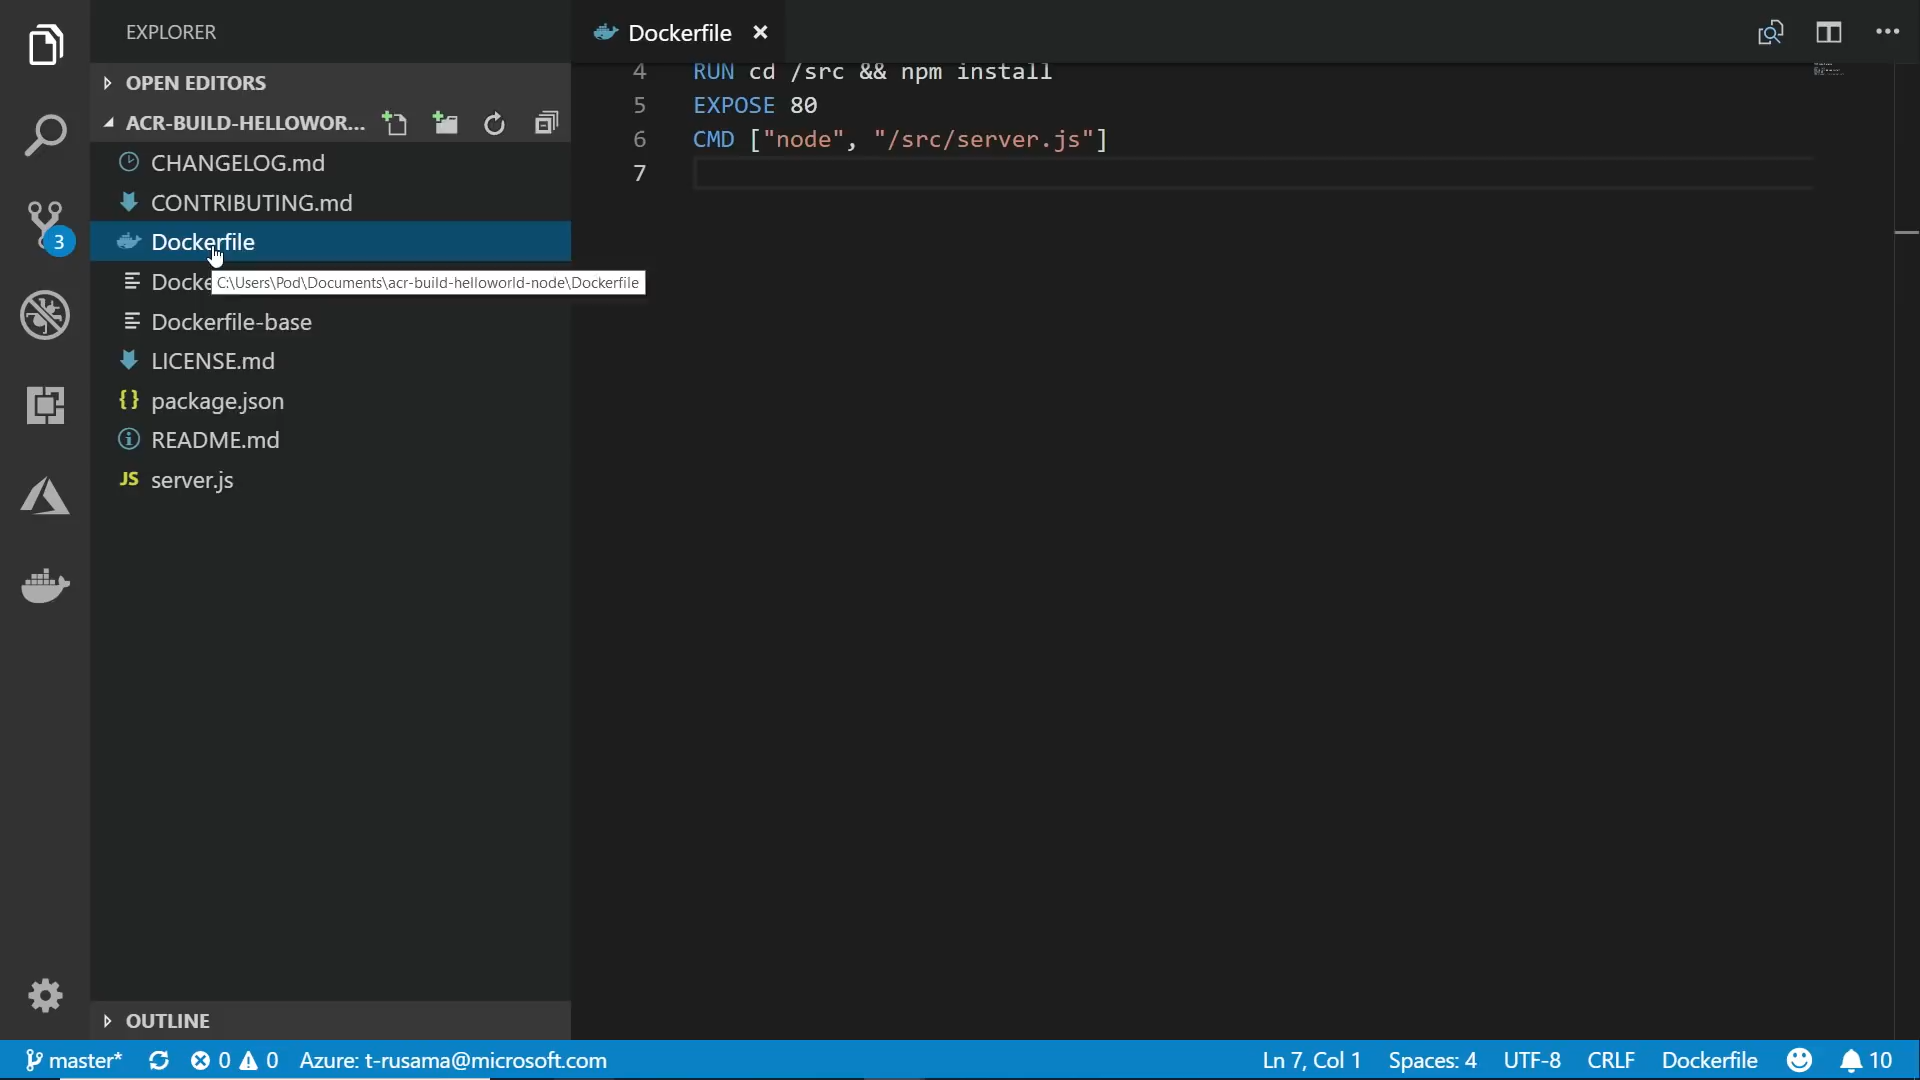 EXPLORER
OPEN EDITORS
ACR-BUILD-HELLOWOR...
CHANGELOG.md
CONTRIBUTING.md
Dockerfile
Docke
C:\Users\Pod\Documents\acr-build-helloworld-node\Dockerfile
Dockerfile-base
LICENSE.md
{} package.json
README.md
JS server.js
OUTLINE
3
Dockerfile
4 RUN cd /src && npm install
5 EXPOSE 80
6 CMD ["node", "/src/server.js"]
7
master* 0 0 Azure: t-rusama@microsoft.com Ln 7, Col 1 Spaces: 4 UTF-8 CRLF Dockerfile 10